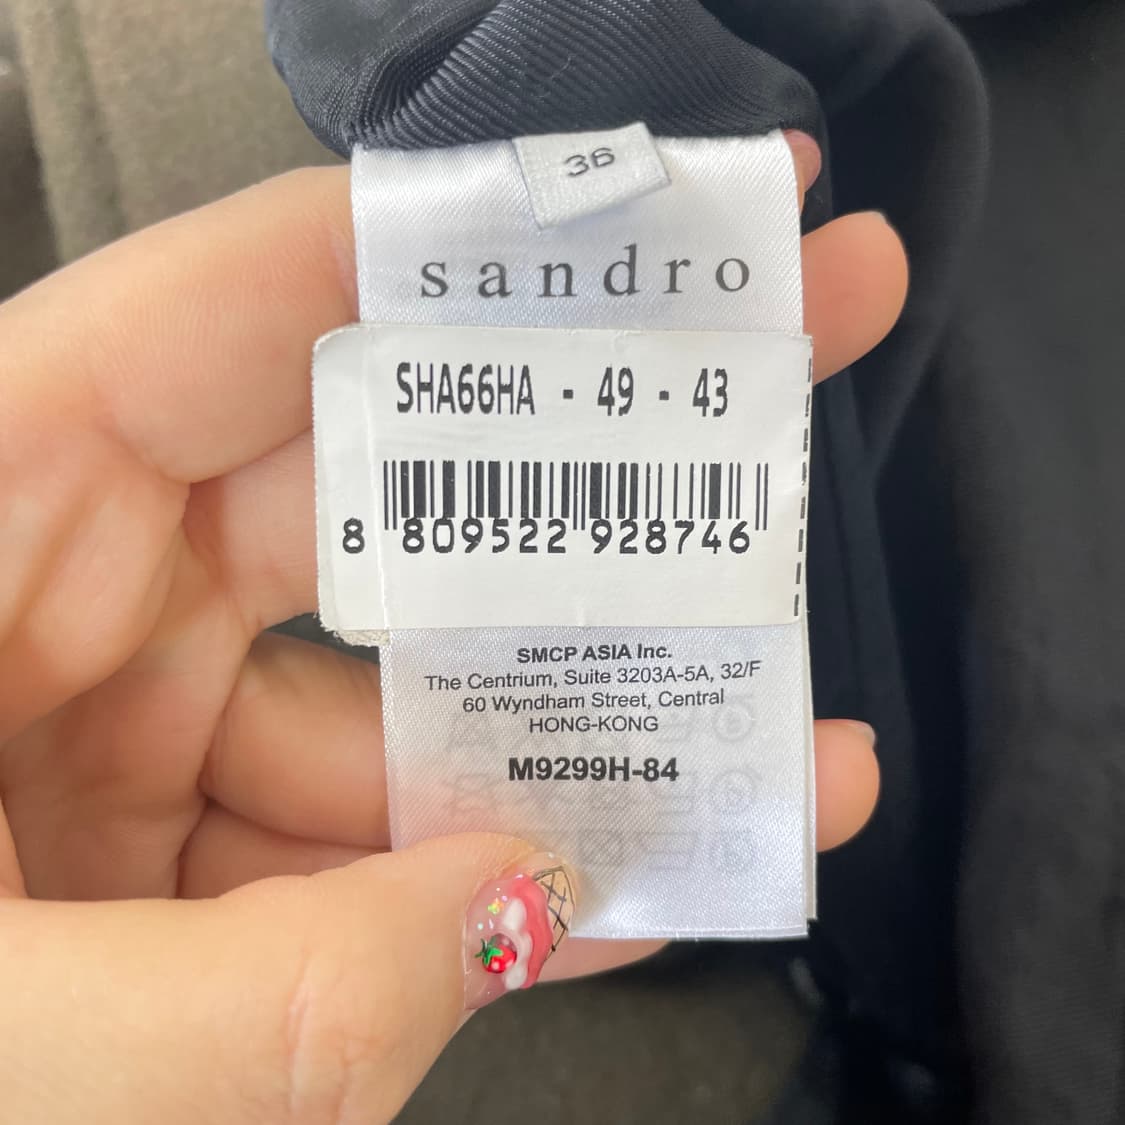 36
sandro
SHA66HA - 49 - 43
8 809522 928746
SMCP ASIA Inc.
The Centrium, Suite 3203A-5A, 32/F
60 Wyndham Street, Central
HONG-KONG
M9299H-84